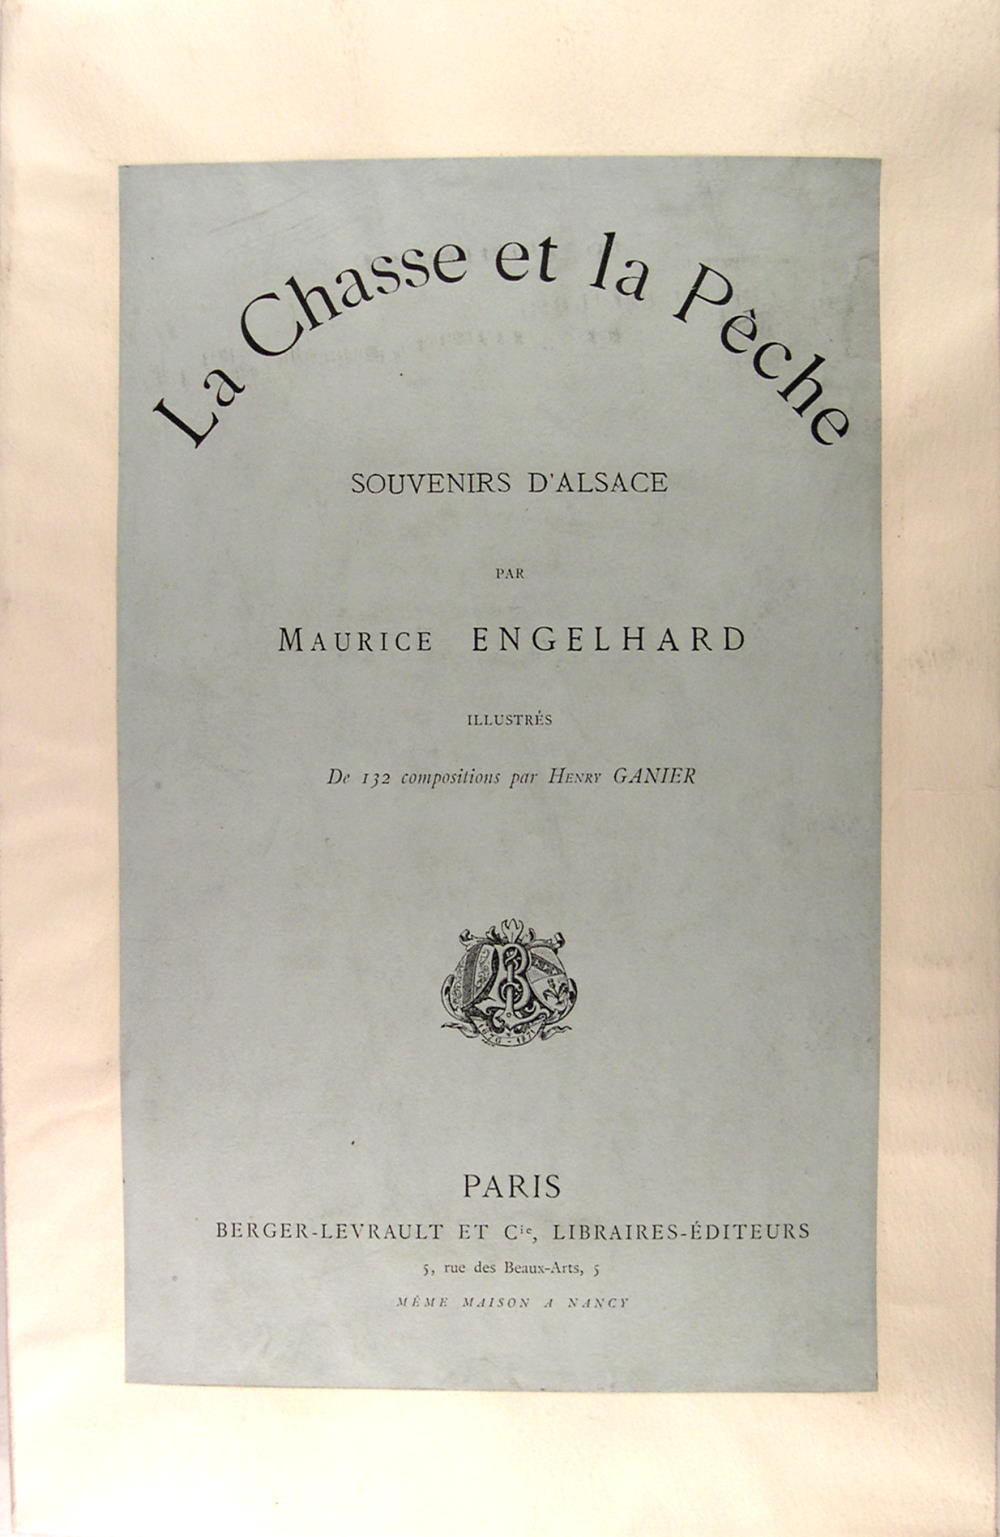 La Chasse et la Pêche
SOUVENIRS D'ALSACE
PAR
MAURICE ENGELHARD
ILLUSTRÉS
De 132 compositions par HENRY GANIER
PARIS
BERGER-LEVRAULT ET Cie, LIBRAIRES-ÉDITEURS
5, rue des Beaux-Arts, 5
MÊME MAISON A NANCY